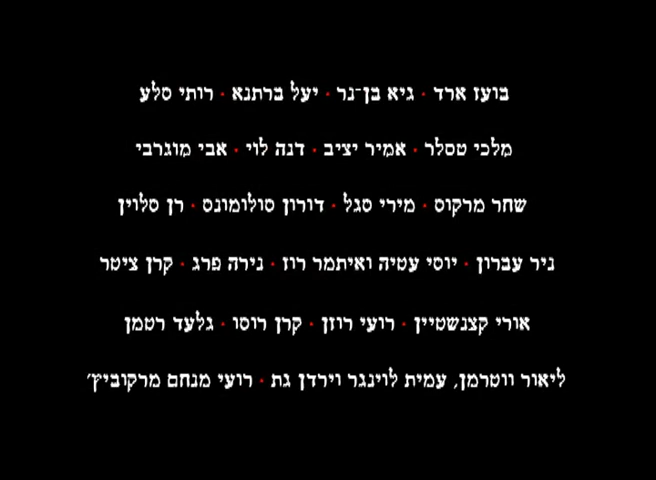 בועז ארד · גיא בן־נר · יעל ברתנא · רותי סלע
מלכי טסלר · אמיר יציב · דנה לוי · אבי מוגרבי
שחר מרקוס · מירי סגל · דורון סולומונס · רן סלוין
ניר עברון · יוסי עטיה ואיתמר רוז · נירה פרג · קרן ציטר
אורי קצנשטיין · רועי רוזן · קרן רוסו · גלעד רטמן
ליאור ווטרמן, עמית לוינגר וירדן גת · רועי מנחם מרקוביץ׳